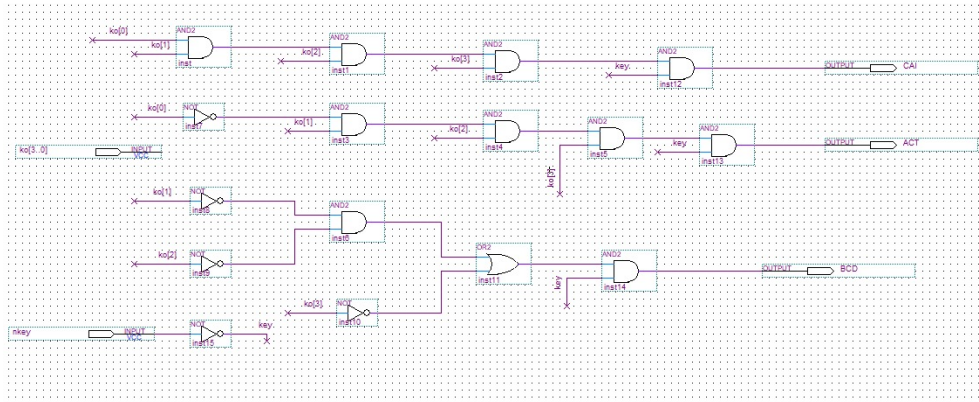 ko[0]
ko[1]
AND2
inst
ko[2]
AND2
inst1
ko[3]
AND2
inst2
key
AND2
inst12
OUTPUT
CAI
ko[0]
NOT
inst7
ko[1]
AND2
inst3
ko[2]
AND2
inst4
ko[3]
AND2
inst5
key
AND2
inst13
OUTPUT
ACT
ko[3..0]
INPUT
VCC
ko[1]
NOT
inst8
AND2
inst6
ko[2]
NOT
inst9
OR2
inst11
key
AND2
inst14
OUTPUT
BCD
ko[3]
NOT
inst10
nkey
INPUT
VCC
NOT
inst15
key